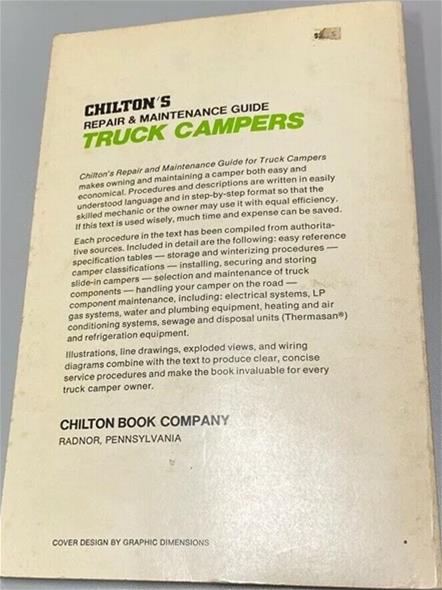 CHILTON'S
REPAIR & MAINTENANCE GUIDE
TRUCK CAMPERS
Chilton's Repair and Maintenance Guide for Truck Campers
makes owning and maintaining a camper both easy and
economical. Procedures and descriptions are written in easily
understood language and in step-by-step format so that the
skilled mechanic or the owner may use it with equal efficiency.
If this text is used wisely, much time and expense can be saved.
Each procedure in the text has been compiled from authorita-
tive sources. Included in detail are the following: easy reference
specification tables — storage and winterizing procedures —
camper classifications — installing, securing and storing
slide-in campers — selection and maintenance of truck
components — handling your camper on the road —
component maintenance, including: electrical systems, LP
gas systems, water and plumbing equipment, heating and air
conditioning systems, sewage and disposal units (Thermasan®)
and refrigeration equipment.
Illustrations, line drawings, exploded views, and wiring
diagrams combine with the text to produce clear, concise
service procedures and make the book invaluable for every
truck camper owner.
CHILTON BOOK COMPANY
RADNOR, PENNSYLVANIA
COVER DESIGN BY GRAPHIC DIMENSIONS